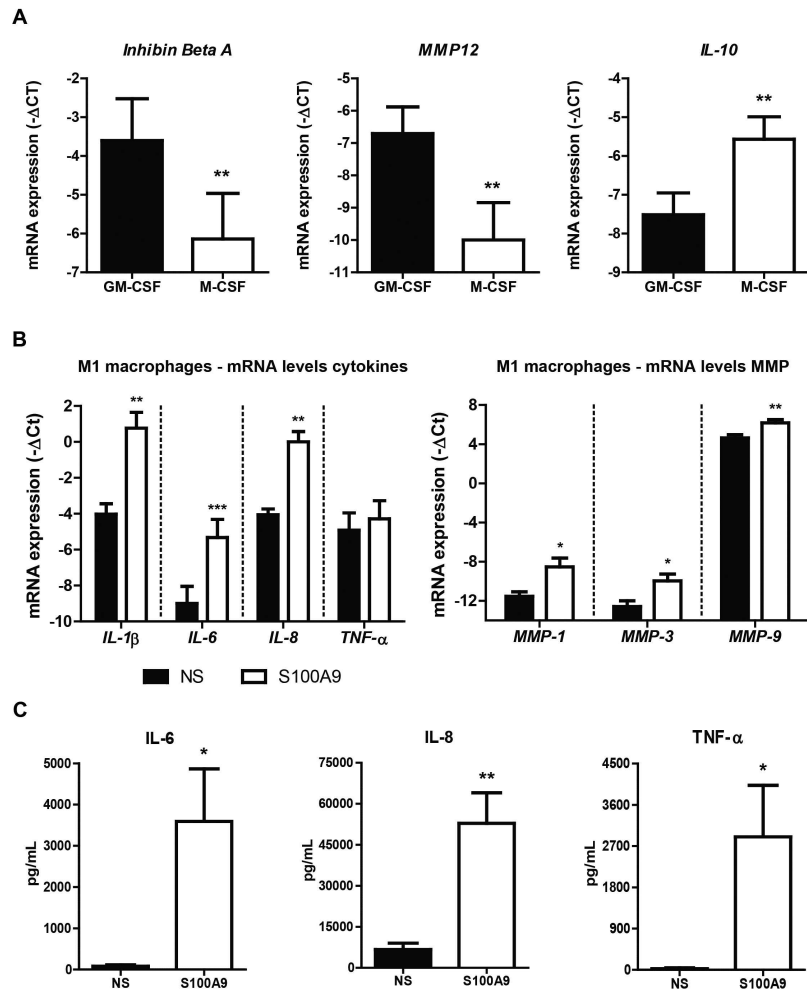 A
Inhibin Beta A
MMP12
IL-10
mRNA expression (-ΔCT)
-2
-3
-4
-5
-6
-7
**
GM-CSF
M-CSF
mRNA expression (-ΔCT)
-5
-6
-7
-8
-9
-10
-11
**
GM-CSF
M-CSF
mRNA expression (-ΔCT)
-4
-5
-6
-7
-8
-9
**
GM-CSF
M-CSF
B
M1 macrophages - mRNA levels cytokines
mRNA expression (-ΔCt)
2
0
-2
-4
-6
-8
-10
**
***
**
IL-1β
IL-6
IL-8
TNF-α
M1 macrophages - mRNA levels MMP
mRNA expression (-ΔCt)
8
4
0
-4
-8
-12
*
*
**
MMP-1
MMP-3
MMP-9
NS
S100A9
C
IL-6
pg/mL
5000
4000
3000
2000
1000
0
*
NS
S100A9
IL-8
pg/mL
75000
60000
45000
30000
15000
0
**
NS
S100A9
TNF-α
pg/mL
4500
3600
2700
1800
900
0
*
NS
S100A9